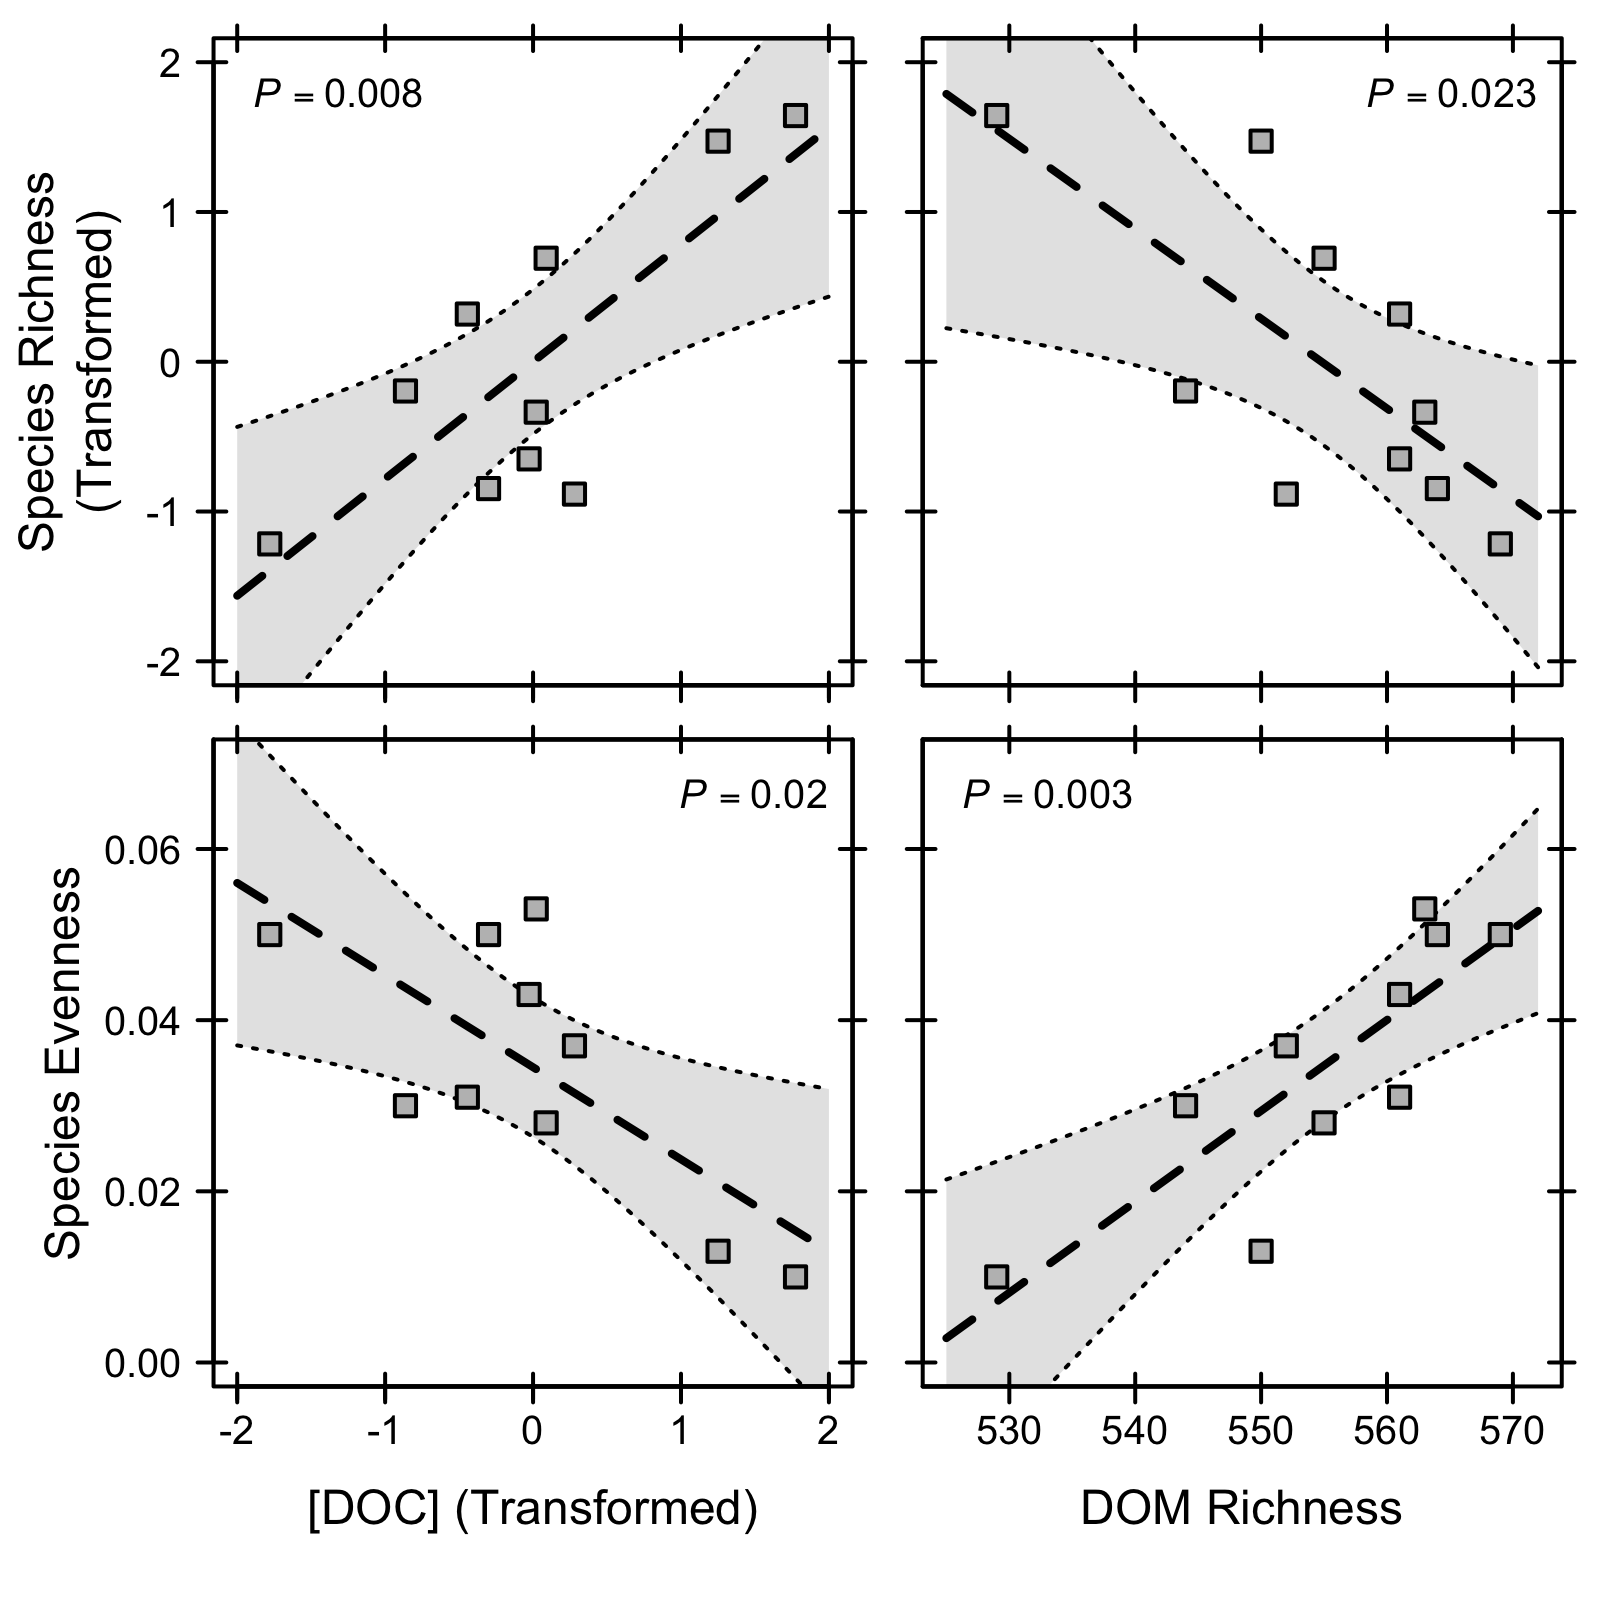 Species Richness
(Transformed)
2
1
0
-1
-2
P = 0.008
P = 0.023
Species Evenness
0.06
0.04
0.02
0.00
P = 0.02
P = 0.003
-2 -1 0 1 2
530 540 550 560 570
[DOC] (Transformed)
DOM Richness